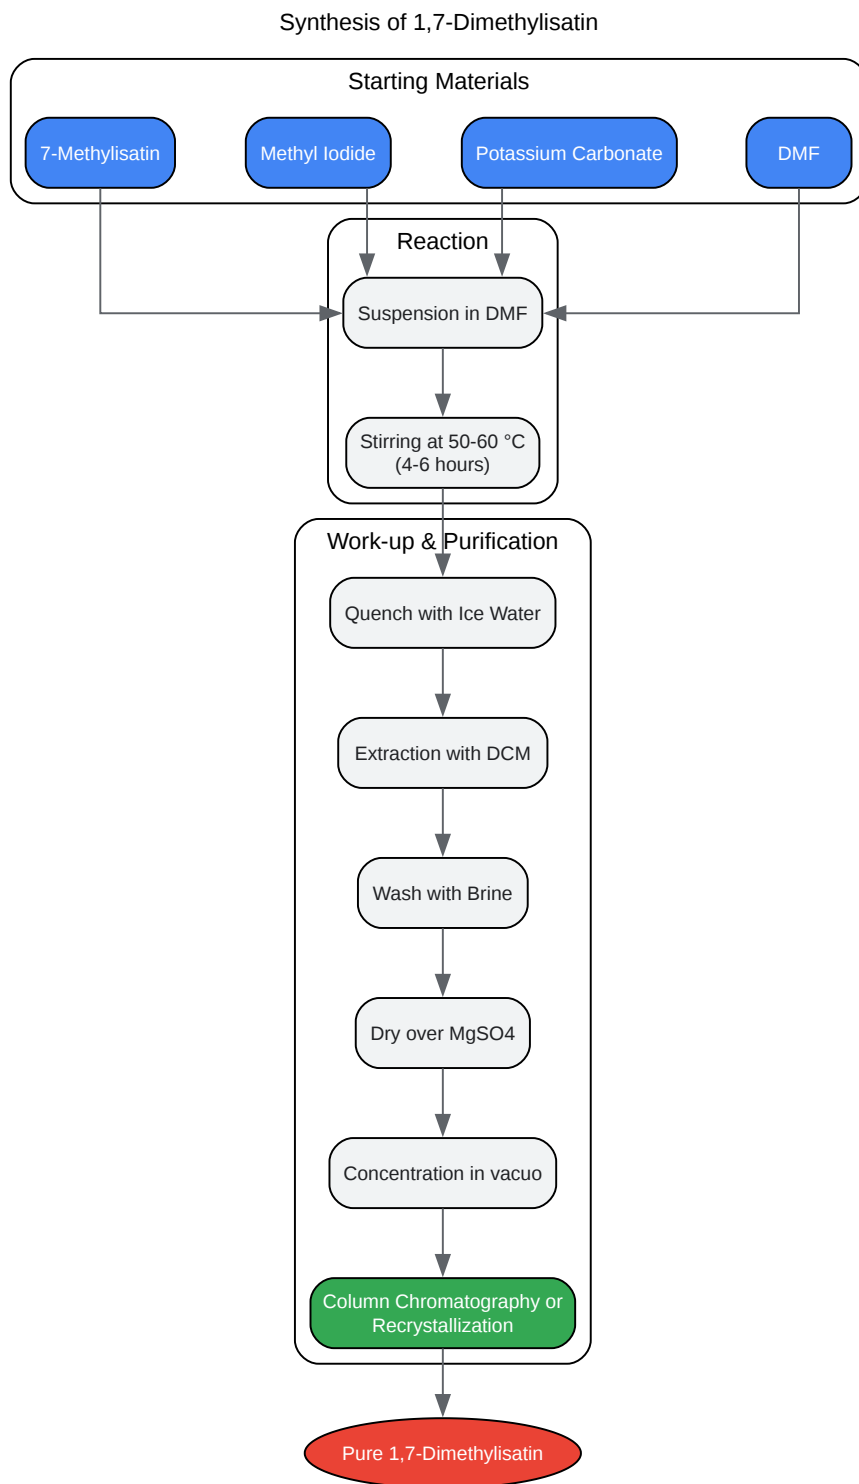 Synthesis of 1,7-Dimethylisatin
Starting Materials
7-Methylisatin
Methyl Iodide
Potassium Carbonate
DMF
Reaction
Suspension in DMF
Stirring at 50-60 °C
(4-6 hours)
Work-up & Purification
Quench with Ice Water
Extraction with DCM
Wash with Brine
Dry over MgSO4
Concentration in vacuo
Column Chromatography or
Recrystallization
Pure 1,7-Dimethylisatin